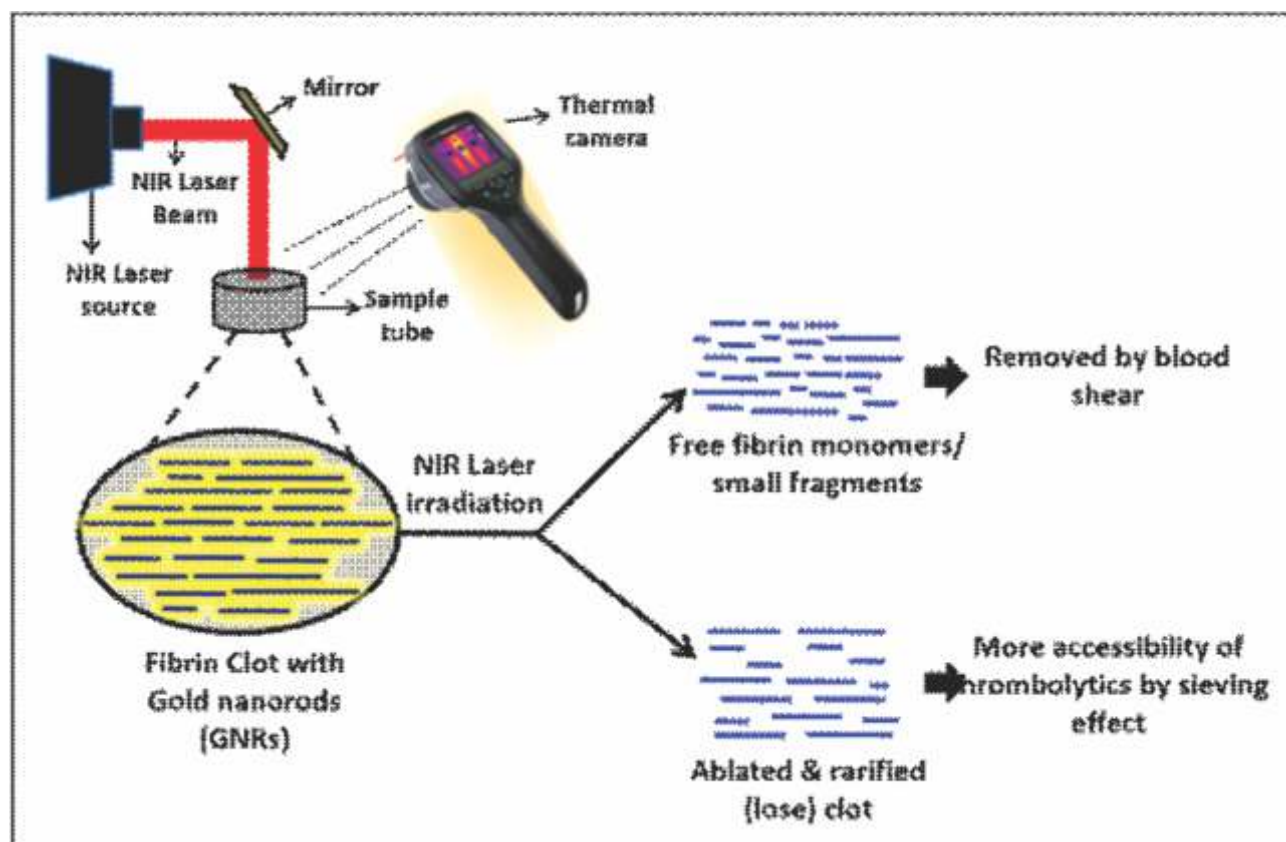 Mirror
Thermal
camera
NIR Laser
Beam
NIR Laser
source
Sample
tube
NIR Laser
irradiation
Fibrin Clot with
Gold nanorods
(GNRs)
Free fibrin monomers/
small fragments
Removed by blood
shear
Ablated & rarified
(lose) clot
More accessibility of
hrombolytics by sieving
effect